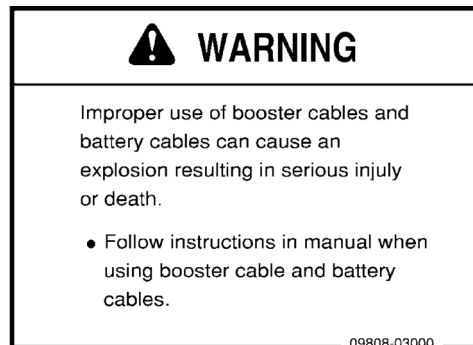 WARNING
Improper use of booster cables and
battery cables can cause an
explosion resulting in serious injuly
or death.
● Follow instructions in manual when
using booster cable and battery
cables.
09808-03000